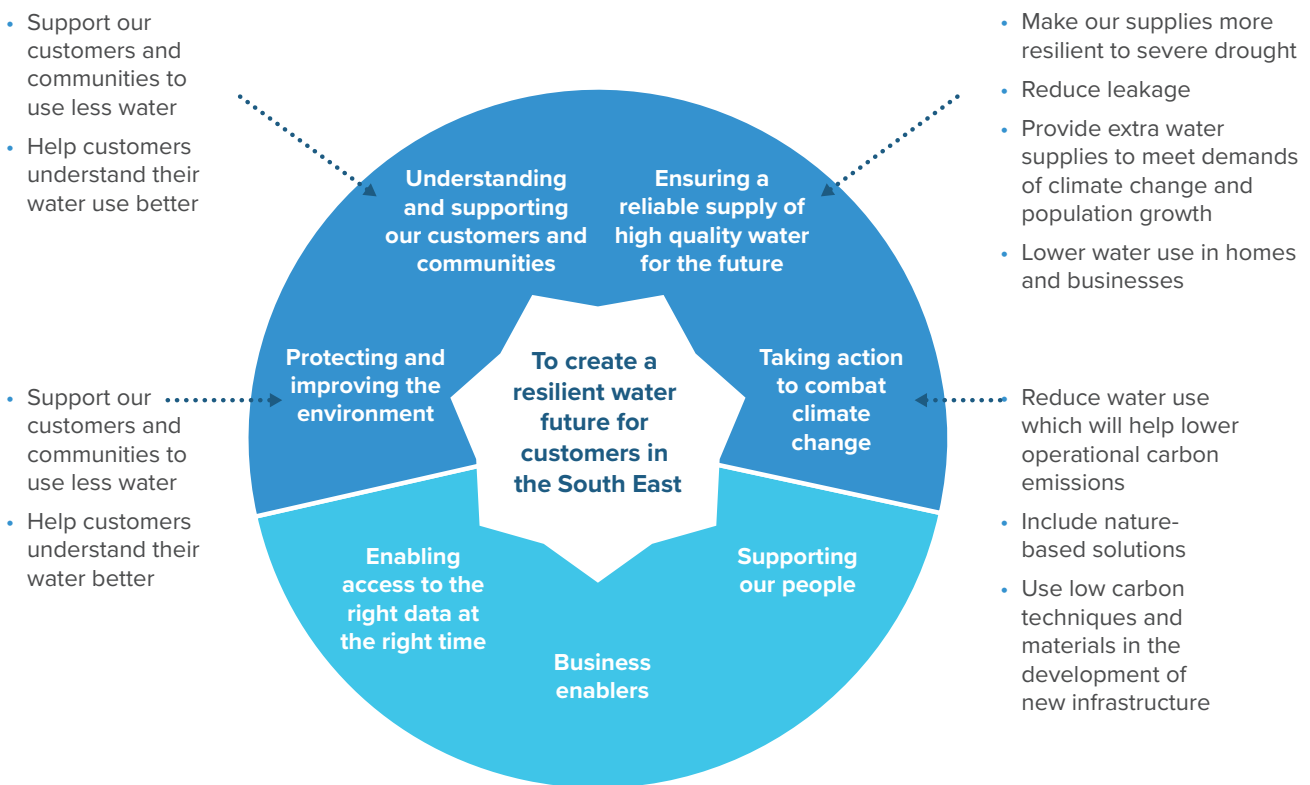 • Support our
customers and
communities to
use less water
• Help customers
understand their
water use better
• Make our supplies more
resilient to severe drought
• Reduce leakage
• Provide extra water
supplies to meet demands
of climate change and
population growth
• Lower water use in homes
and businesses
Understanding
and supporting
our customers and
communities
Ensuring a
reliable supply of
high quality water
for the future
Protecting and
improving the
environment
To create a
resilient water
future for
customers in
the South East
Taking action
to combat
climate
change
• Support our
customers and
communities to
use less water
• Help customers
understand their
water better
• Reduce water use
which will help lower
operational carbon
emissions
• Include nature-
based solutions
• Use low carbon
techniques and
materials in the
development of
new infrastructure
Enabling
access to the
right data at
the right time
Business
enablers
Supporting
our people